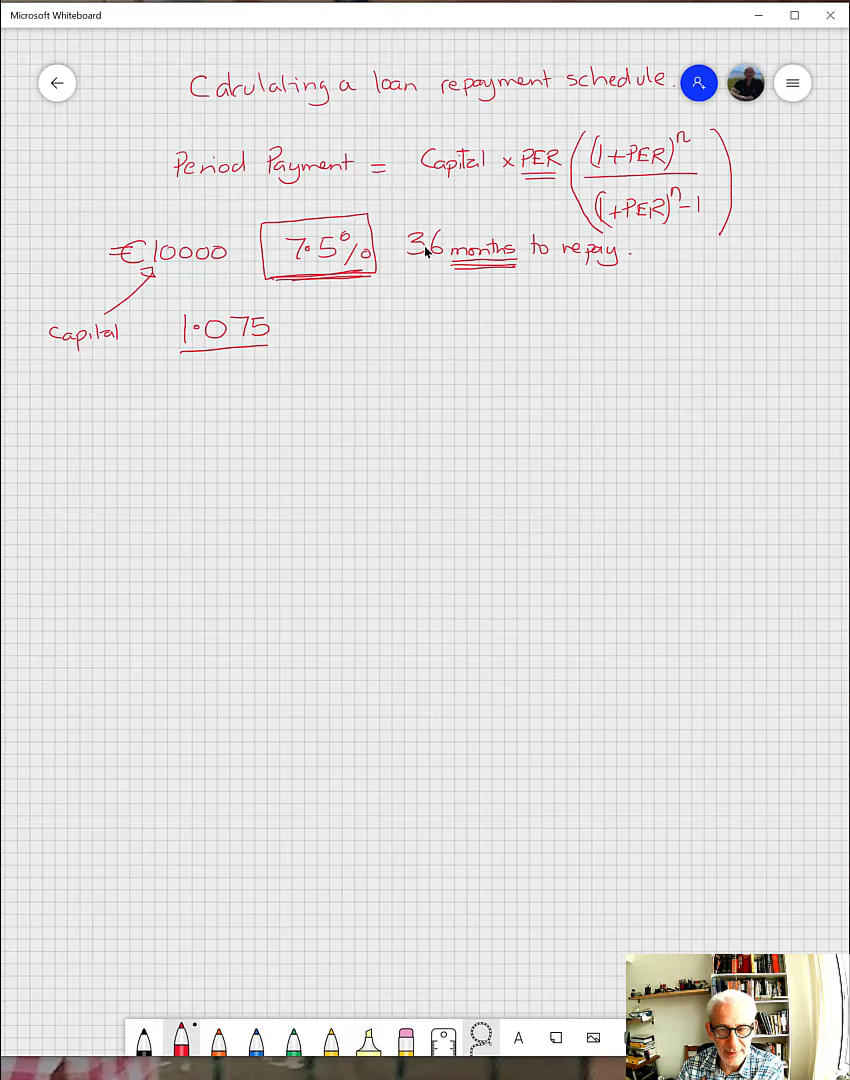 Microsoft Whiteboard
Calculating a loan repayment schedule.
Period Payment = Capital × PER ( (1+PER)^n
(1+PER)^n-1 )
€10000 7.5% 36 months to repay.
Capital 1.075
A